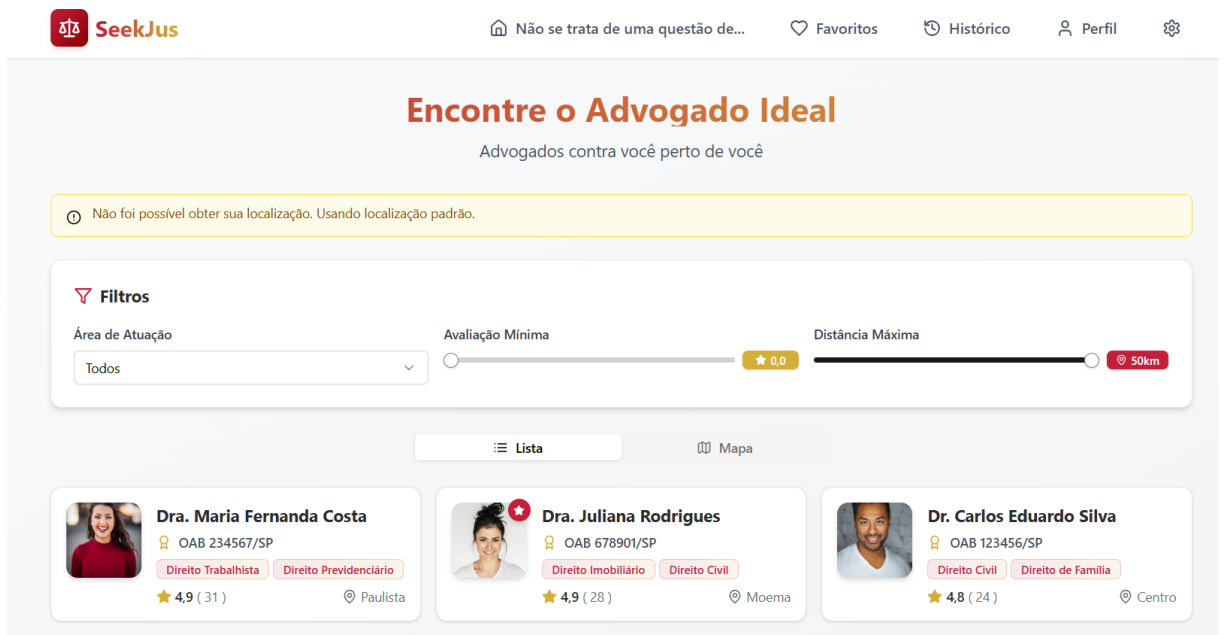 SeekJus
Não se trata de uma questão de...
Favoritos
Histórico
Perfil
Encontre o Advogado Ideal
Advogados contra você perto de você
Não foi possível obter sua localização. Usando localização padrão.
Filtros
Área de Atuação
Avaliação Mínima
Distância Máxima
Todos
0,0
50km
Lista
Mapa
Dra. Maria Fernanda Costa
OAB 234567/SP
Direito Trabalhista
Direito Previdenciário
4,9 ( 31 )
Paulista
Dra. Juliana Rodrigues
OAB 678901/SP
Direito Imobiliário
Direito Civil
4,9 ( 28 )
Moema
Dr. Carlos Eduardo Silva
OAB 123456/SP
Direito Civil
Direito de Família
4,8 ( 24 )
Centro